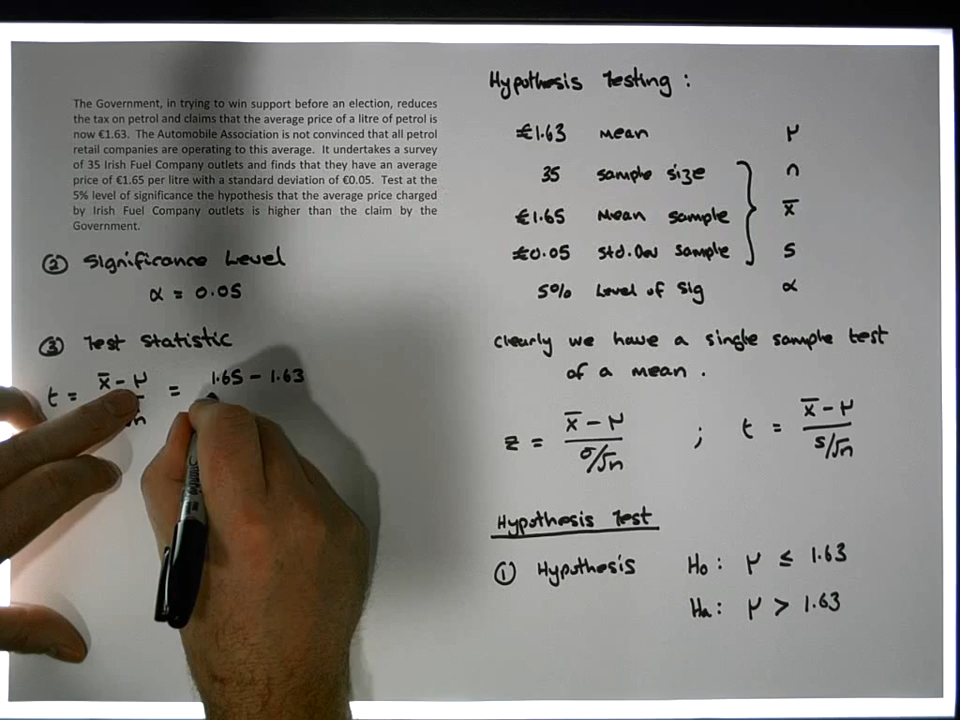 The Government, in trying to win support before an election, reduces
the tax on petrol and claims that the average price of a litre of petrol is
now €1.63. The Automobile Association is not convinced that all petrol
retail companies are operating to this average. It undertakes a survey
of 35 Irish Fuel Company outlets and finds that they have an average
price of €1.65 per litre with a standard deviation of €0.05. Test at the
5% level of significance the hypothesis that the average price charged
by Irish Fuel Company outlets is higher than the claim by the
Government.
② Significance Level
α = 0.05
③ Test Statistic
t = x̄ - μ / √n = 1.65 - 1.63
Hypothesis Testing:
€1.63 mean μ
35 sample size n
€1.65 Mean sample x̄
€0.05 Std.Dev sample s
5% Level of Sig α
Clearly we have a single sample test
of a mean.
z = x̄ - μ / σ/√n ; t = x̄ - μ / s/√n
Hypothesis Test
① Hypothesis H₀: μ ≤ 1.63
Ha: μ > 1.63